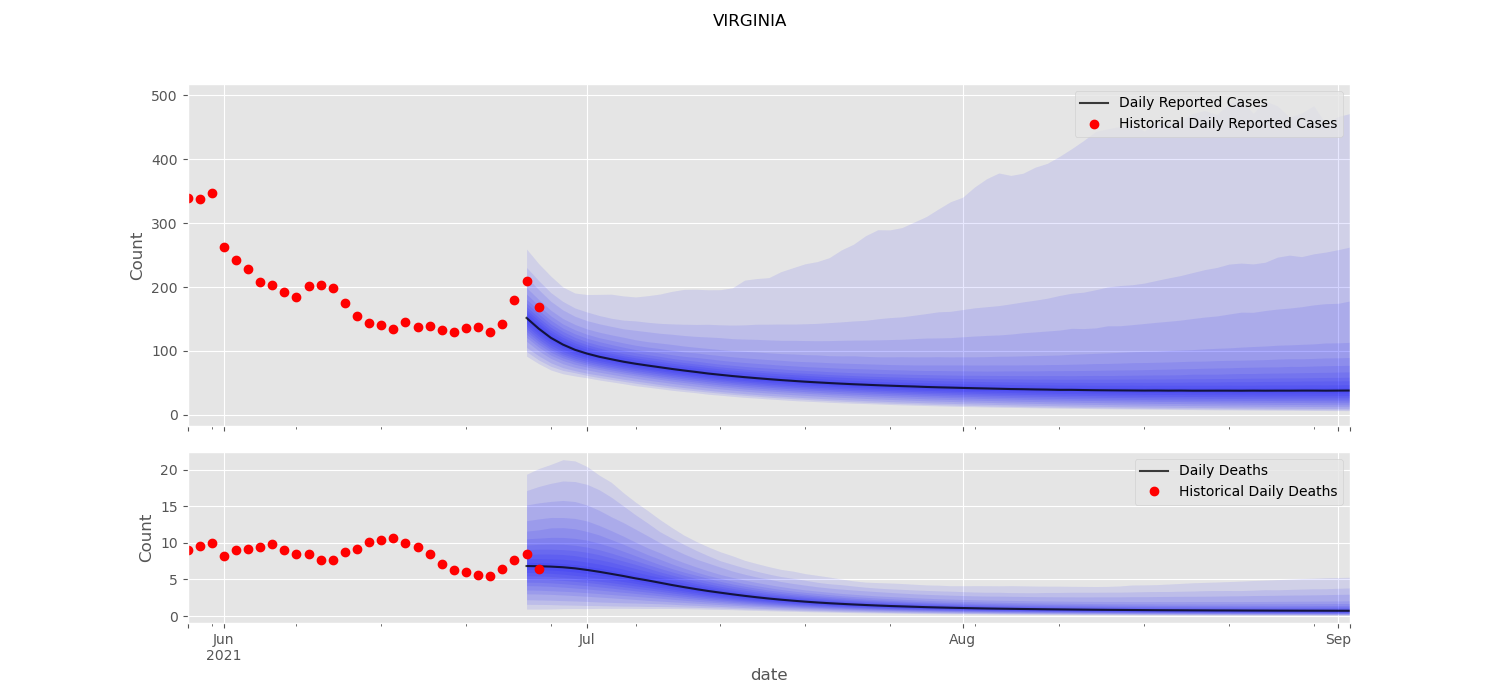 VIRGINIA
500
400
300
200
100
0
Count
Daily Reported Cases
Historical Daily Reported Cases
20
15
10
5
0
Count
Daily Deaths
Historical Daily Deaths
Jun
2021
Jul
Aug
Sep
date